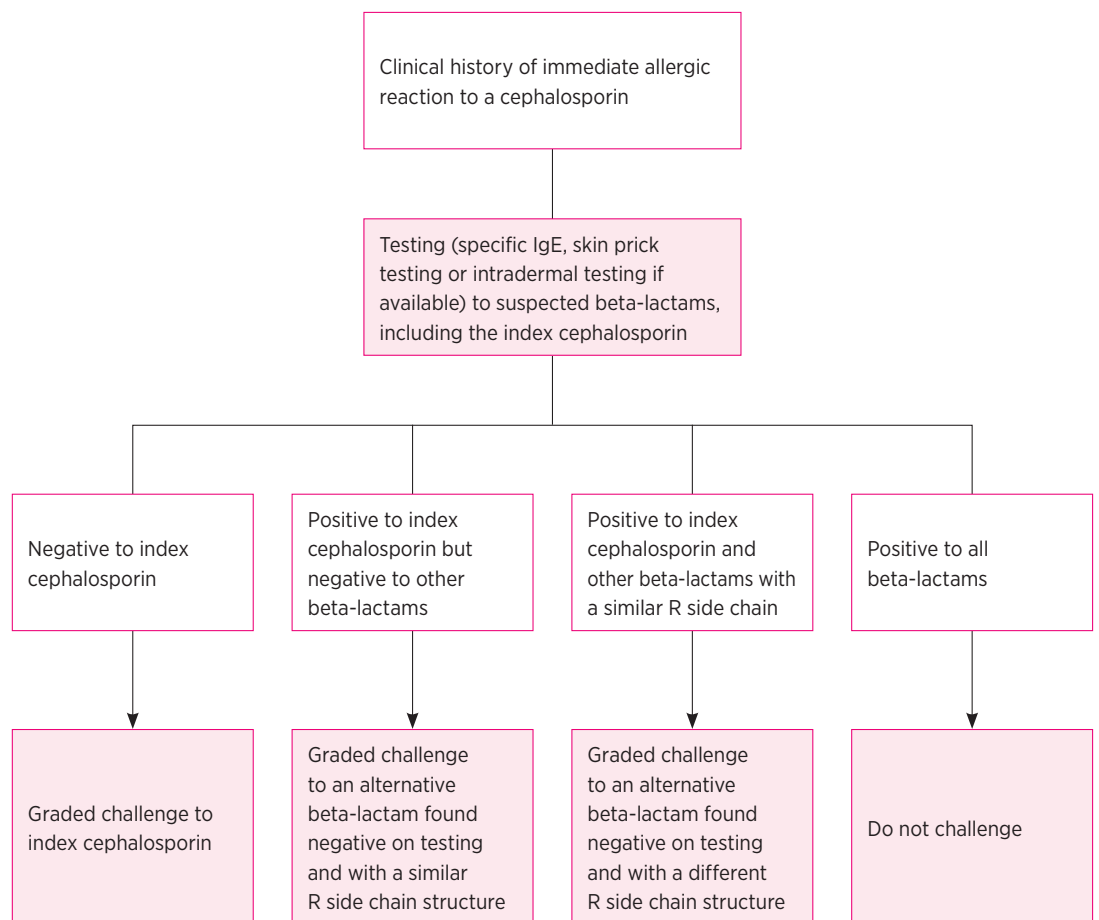 Clinical history of immediate allergic
reaction to a cephalosporin
Testing (specific IgE, skin prick
testing or intradermal testing if
available) to suspected beta-lactams,
including the index cephalosporin
Negative to index
cephalosporin
Positive to index
cephalosporin but
negative to other
beta-lactams
Positive to index
cephalosporin and
other beta-lactams with
a similar R side chain
Positive to all
beta-lactams
Graded challenge to
index cephalosporin
Graded challenge
to an alternative
beta-lactam found
negative on testing
and with a similar
R side chain structure
Graded challenge
to an alternative
beta-lactam found
negative on testing
and with a different
R side chain structure
Do not challenge